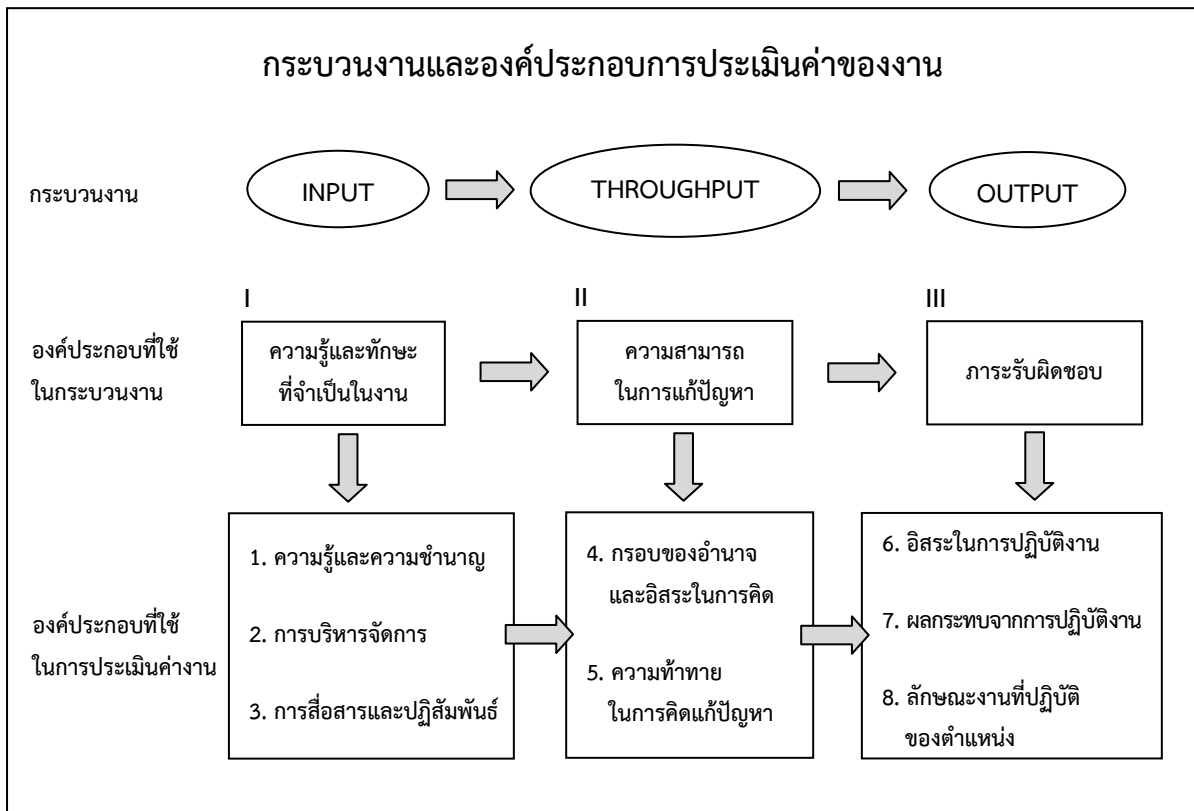 กระบวนงานและองค์ประกอบการประเมินค่าของงาน
กระบวนงาน
INPUT
THROUGHPUT
OUTPUT
องค์ประกอบที่ใช้
ในกระบวนงาน
I
ความรู้และทักษะ
ที่จำเป็นในงาน
II
ความสามารถ
ในการแก้ปัญหา
III
ภาระรับผิดชอบ
องค์ประกอบที่ใช้
ในการประเมินค่างาน
1. ความรู้และความชำนาญ
2. การบริหารจัดการ
3. การสื่อสารและปฏิสัมพันธ์
4. กรอบของอำนาจ
และอิสระในการคิด
5. ความท้าทาย
ในการคิดแก้ปัญหา
6. อิสระในการปฏิบัติงาน
7. ผลกระทบจากการปฏิบัติงาน
8. ลักษณะงานที่ปฏิบัติ
ของตำแหน่ง